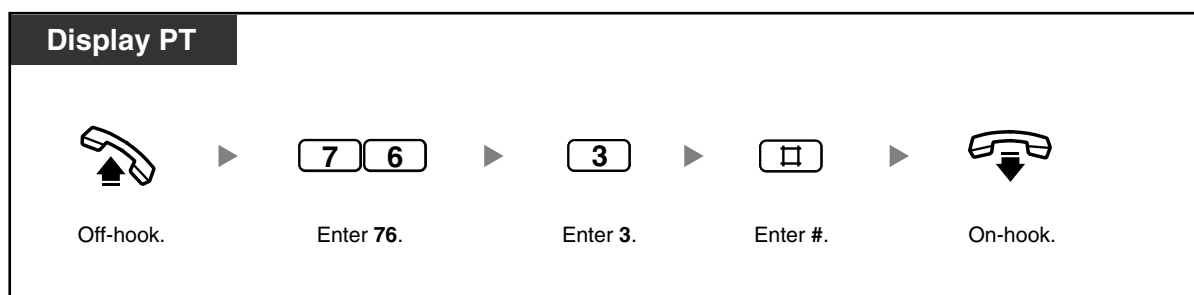 Display PT
7 6 3 #
Off-hook. Enter 76. Enter 3. Enter #. On-hook.